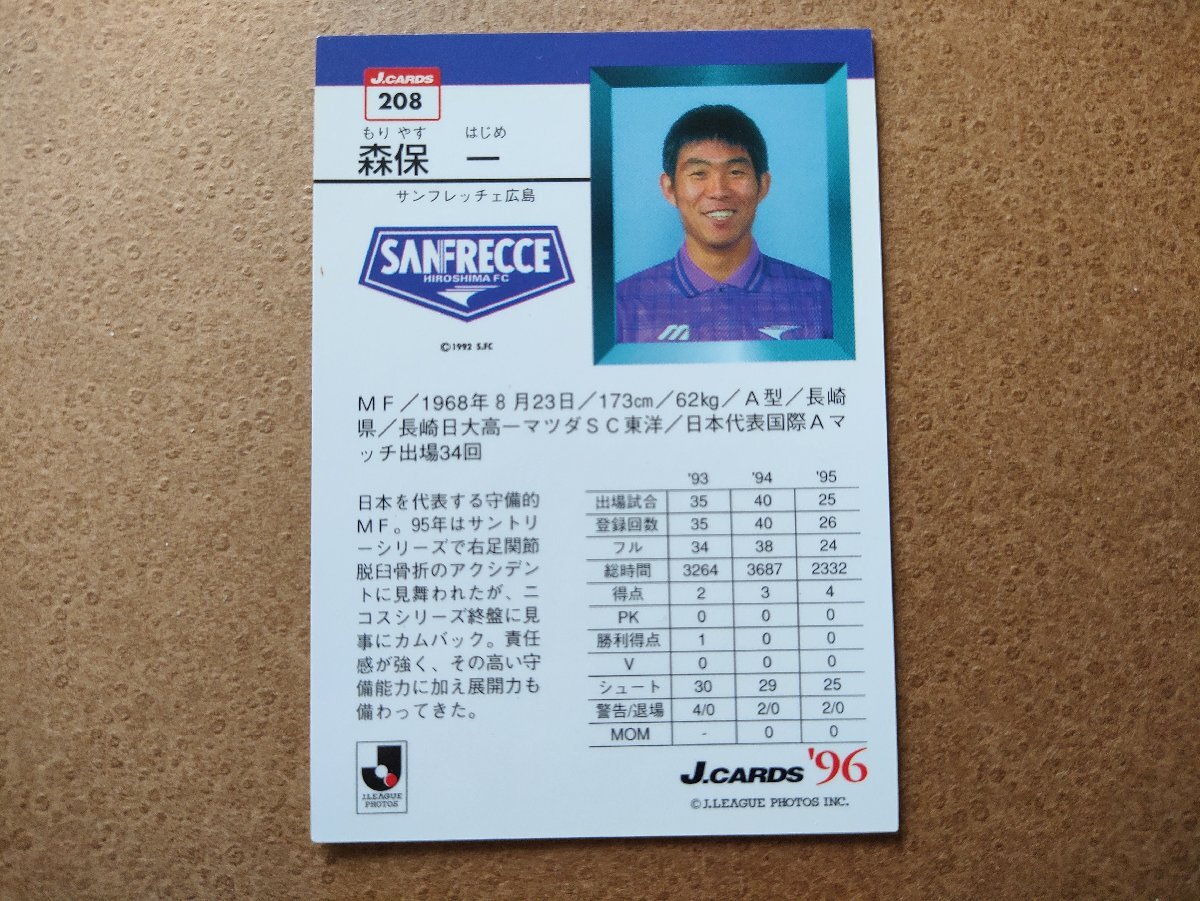 J.CARDS
208
もり やす　はじめ
森保 一
サンフレッチェ広島
SANFRECCE
HIROSHIMA FC
©1992 S.FC
MF／1968年8月23日／173㎝／62kg／A型／長崎
県／長崎日大高ーマツダSC東洋／日本代表国際Aマ
ッチ出場34回
日本を代表する守備的
MF。95年はサントリ
ーシリーズで右足関節
脱臼骨折のアクシデン
トに見舞われたが、ニ
コスシリーズ終盤に見
事にカムバック。責任
感が強く、その高い守
備能力に加え展開力も
備わってきた。
'93 '94 '95
出場試合 35 40 25
登録回数 35 40 26
フル 34 38 24
総時間 3264 3687 2332
得点 2 3 4
PK 0 0 0
勝利得点 1 0 0
V 0 0 0
シュート 30 29 25
警告/退場 4/0 2/0 2/0
MOM - 0 0
J.LEAGUE
PHOTOS
J.CARDS '96
©J.LEAGUE PHOTOS INC.